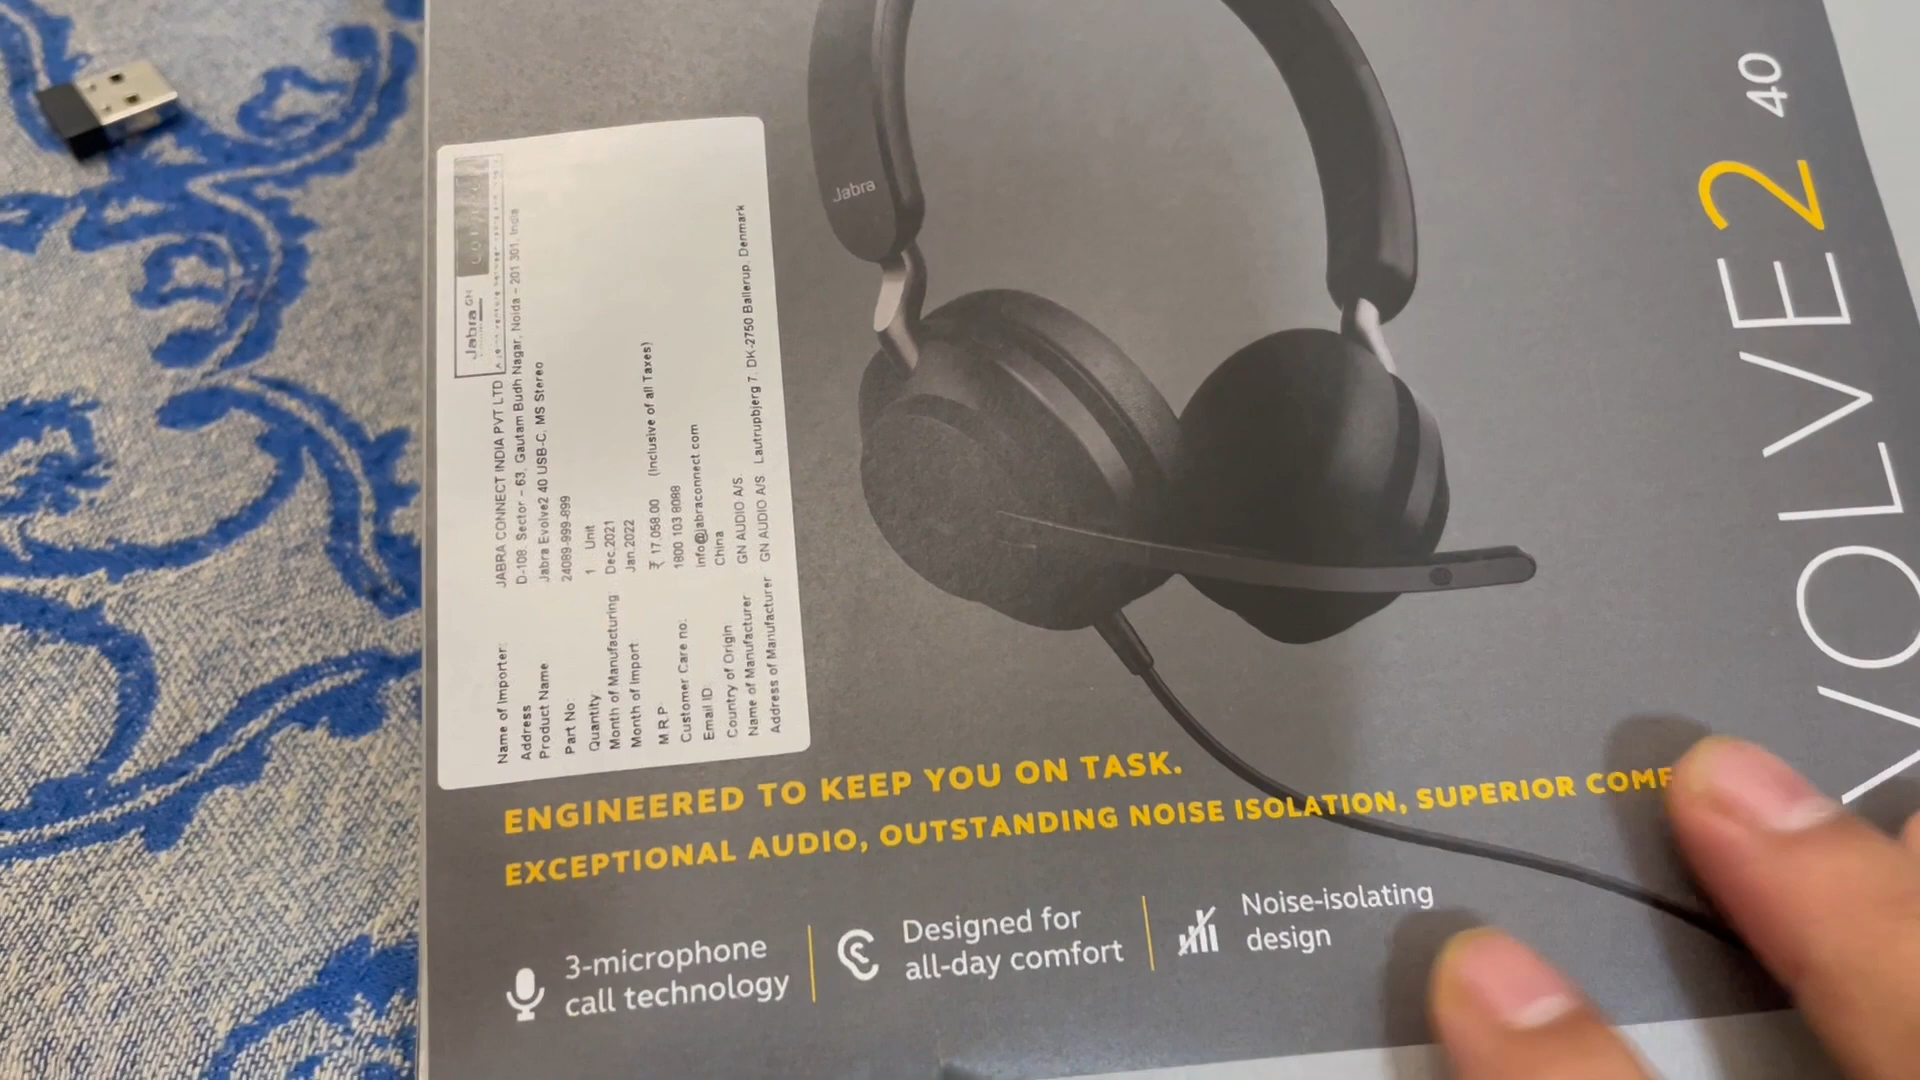 Jabra GN
Name of Importer: JABRA CONNECT INDIA PVT LTD
Address D-108, Sector – 63, Gautam Budh Nagar, Noida – 201 301, India
Product Name Jabra Evolve2 40 USB-C, MS Stereo
Part No: 24089-999-899
Quantity 1 Unit
Month of Manufacturing: Dec.2021
Month of Import Jan.2022
M.R.P: ₹ 17,058.00 (Inclusive of all Taxes)
Customer Care no: 1800 103 8088
Email ID: info@jabraconnect.com
Country of Origin China
Name of Manufacturer GN AUDIO A/S
Address of Manufacturer GN AUDIO A/S Lautrupbjerg 7, DK-2750 Ballerup, Denmark
Jabra
VOLVE2 40
ENGINEERED TO KEEP YOU ON TASK.
EXCEPTIONAL AUDIO, OUTSTANDING NOISE ISOLATION, SUPERIOR
3-microphone
call technology
Designed for
all-day comfort
Noise-isolating
design